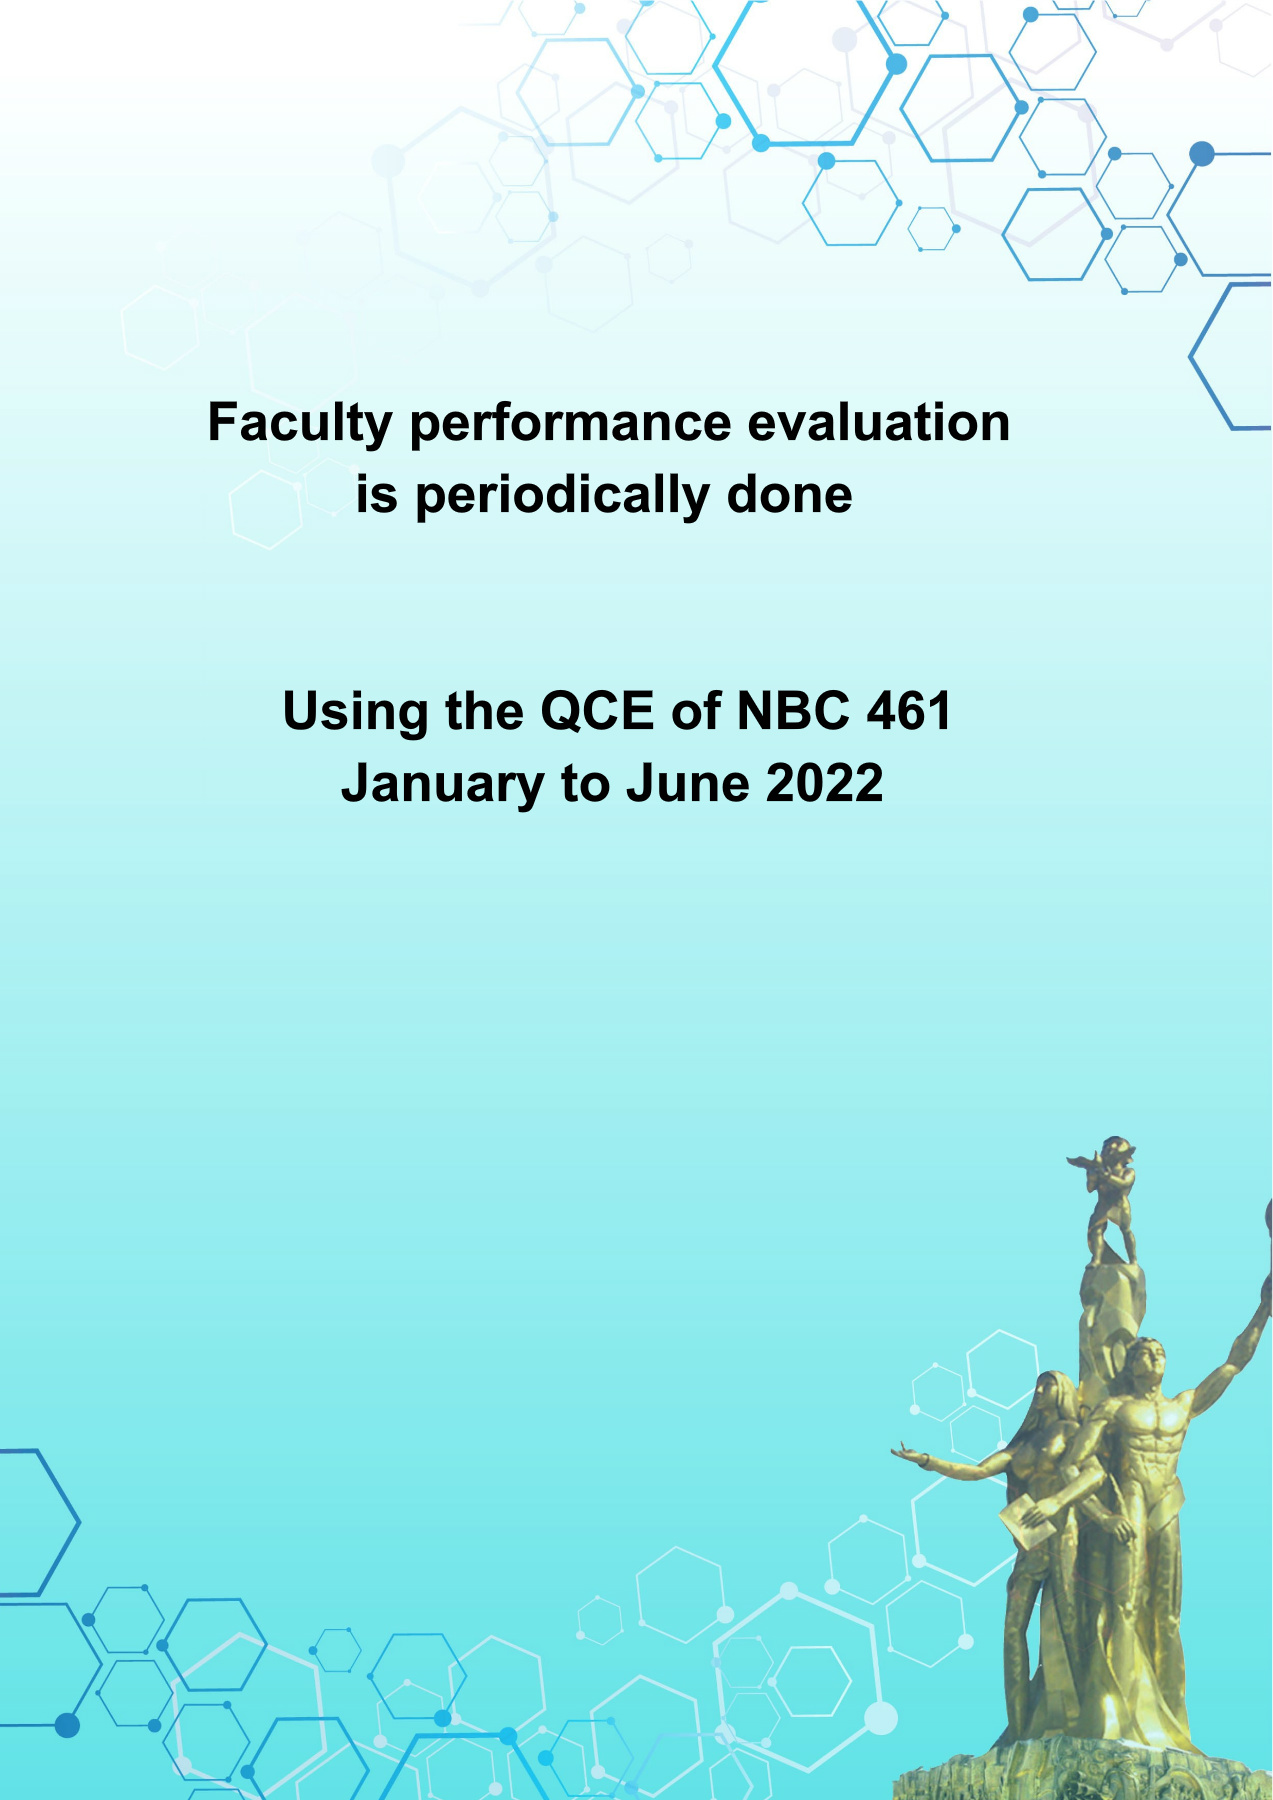 Faculty performance evaluation
is periodically done
Using the QCE of NBC 461
January to June 2022